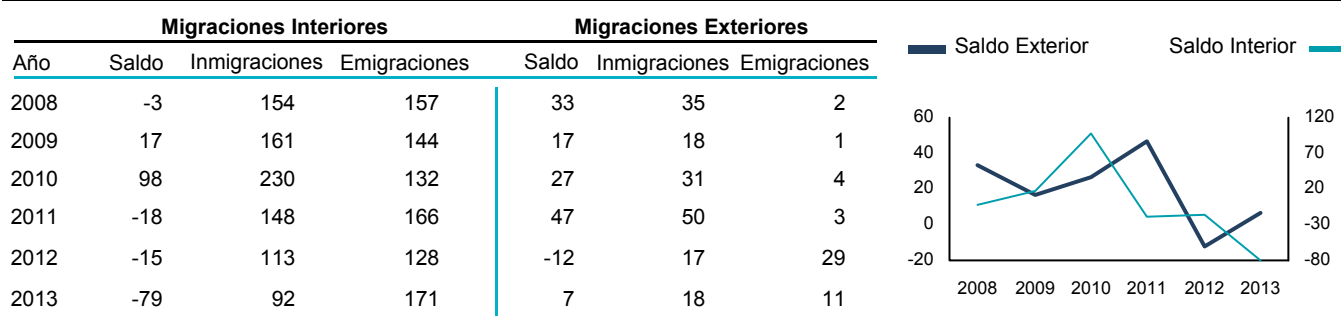 Migraciones Interiores Migraciones Exteriores
Año Saldo Inmigraciones Emigraciones Saldo Inmigraciones Emigraciones
2008 -3 154 157 33 35 2
2009 17 161 144 17 18 1
2010 98 230 132 27 31 4
2011 -18 148 166 47 50 3
2012 -15 113 128 -12 17 29
2013 -79 92 171 7 18 11
Saldo Exterior Saldo Interior
60 120
40 70
20 20
0 -30
-20 -80
2008 2009 2010 2011 2012 2013